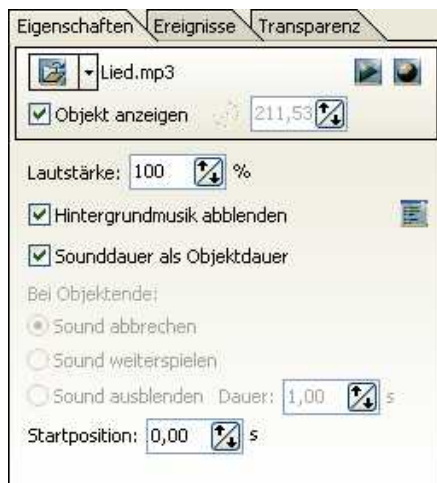 Eigenschaften Ereignisse Transparenz
Lied.mp3
Objekt anzeigen 211,53
Lautstärke: 100 %
Hintergrundmusik abblenden
Sounddauer als Objektdauer
Bei Objektende:
Sound abbrechen
Sound weiterspielen
Sound ausblenden Dauer: 1,00 s
Startposition: 0,00 s